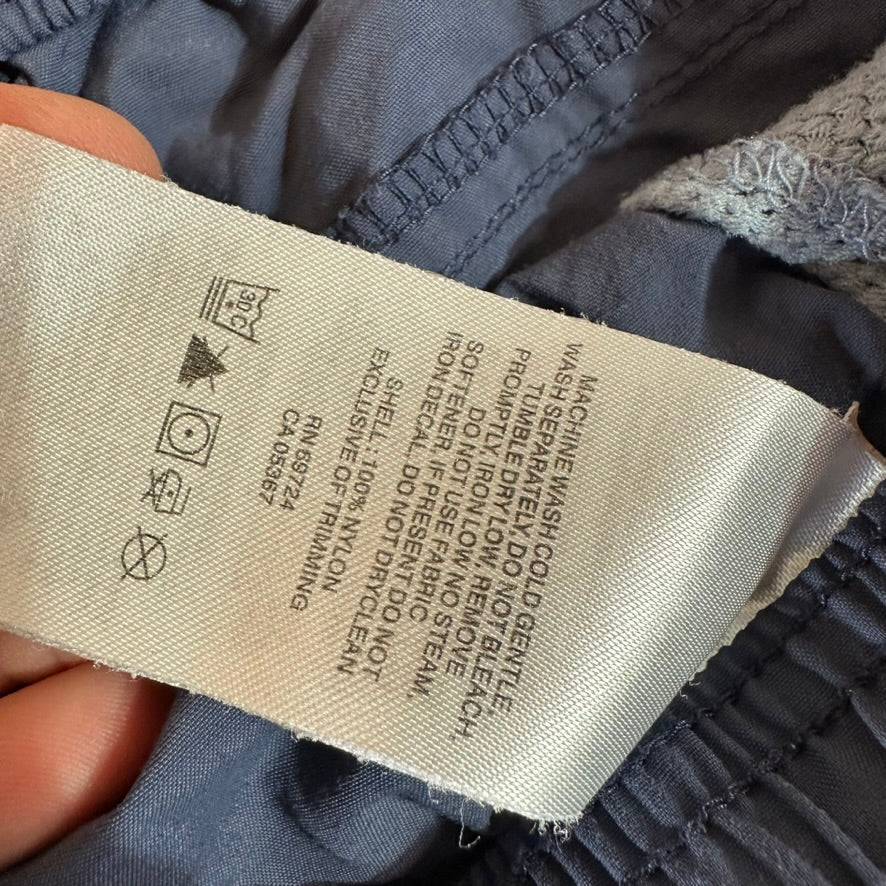 MACHINE WASH COLD GENTLE.
WASH SEPARATELY, DO NOT BLEACH.
TUMBLE DRY LOW, REMOVE
PROMPTLY, IRON LOW, NO STEAM,
DO NOT USE FABRIC
SOFTENER. IF PRESENT DO NOT
IRON DECAL. DO NOT DRYCLEAN
SHELL : 100% NYLON
EXCLUSIVE OF TRIMMING
RN 69724
CA 05367
30 C